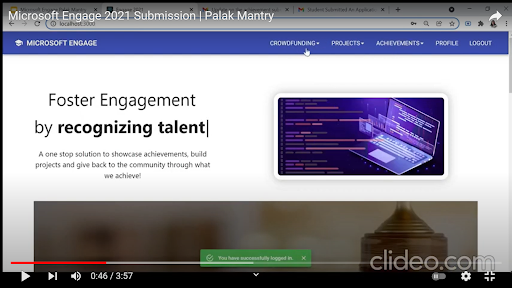 Microsoft Engage 2021 Submission | Palak Mantry
localhost:3000
MICROSOFT ENGAGE
CROWDFUNDING PROJECTS ACHIEVEMENTS PROFILE LOGOUT
Foster Engagement
by recognizing talent|
A one stop solution to showcase achievements, build
projects and give back to the community through what
we achieve!
You have successfully logged in.
clideo.com
0:46 / 3:57